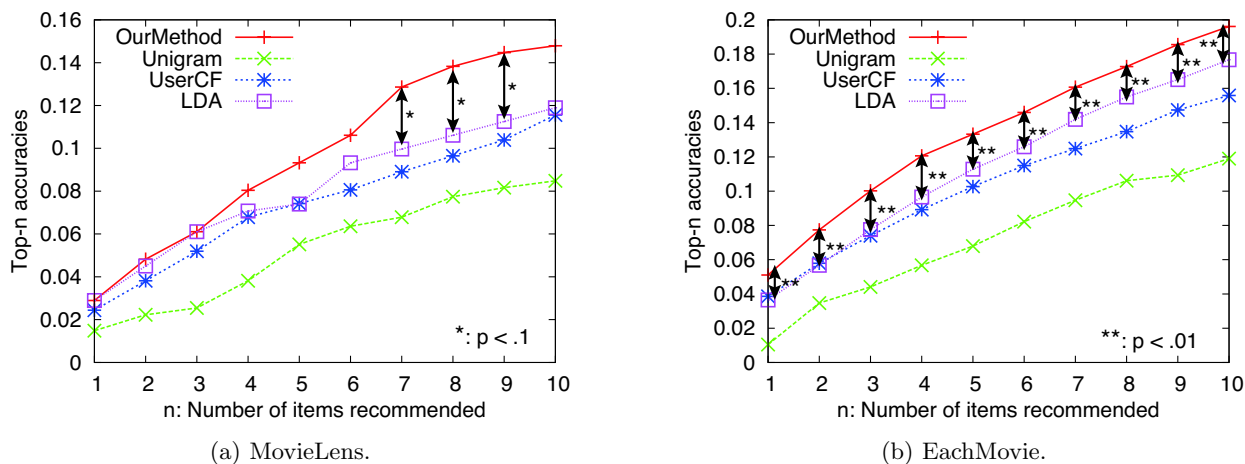 0.16
0.14
0.12
0.1
0.08
0.06
0.04
0.02
0
Top-n accuracies
OurMethod
Unigram
UserCF
LDA
*
*
*
*: p < .1
1 2 3 4 5 6 7 8 9 10
n: Number of items recommended
(a) MovieLens.
0.2
0.18
0.16
0.14
0.12
0.1
0.08
0.06
0.04
0.02
0
Top-n accuracies
OurMethod
Unigram
UserCF
LDA
**
**
**
**
**
**
**
**
**
**
**: p < .01
1 2 3 4 5 6 7 8 9 10
n: Number of items recommended
(b) EachMovie.